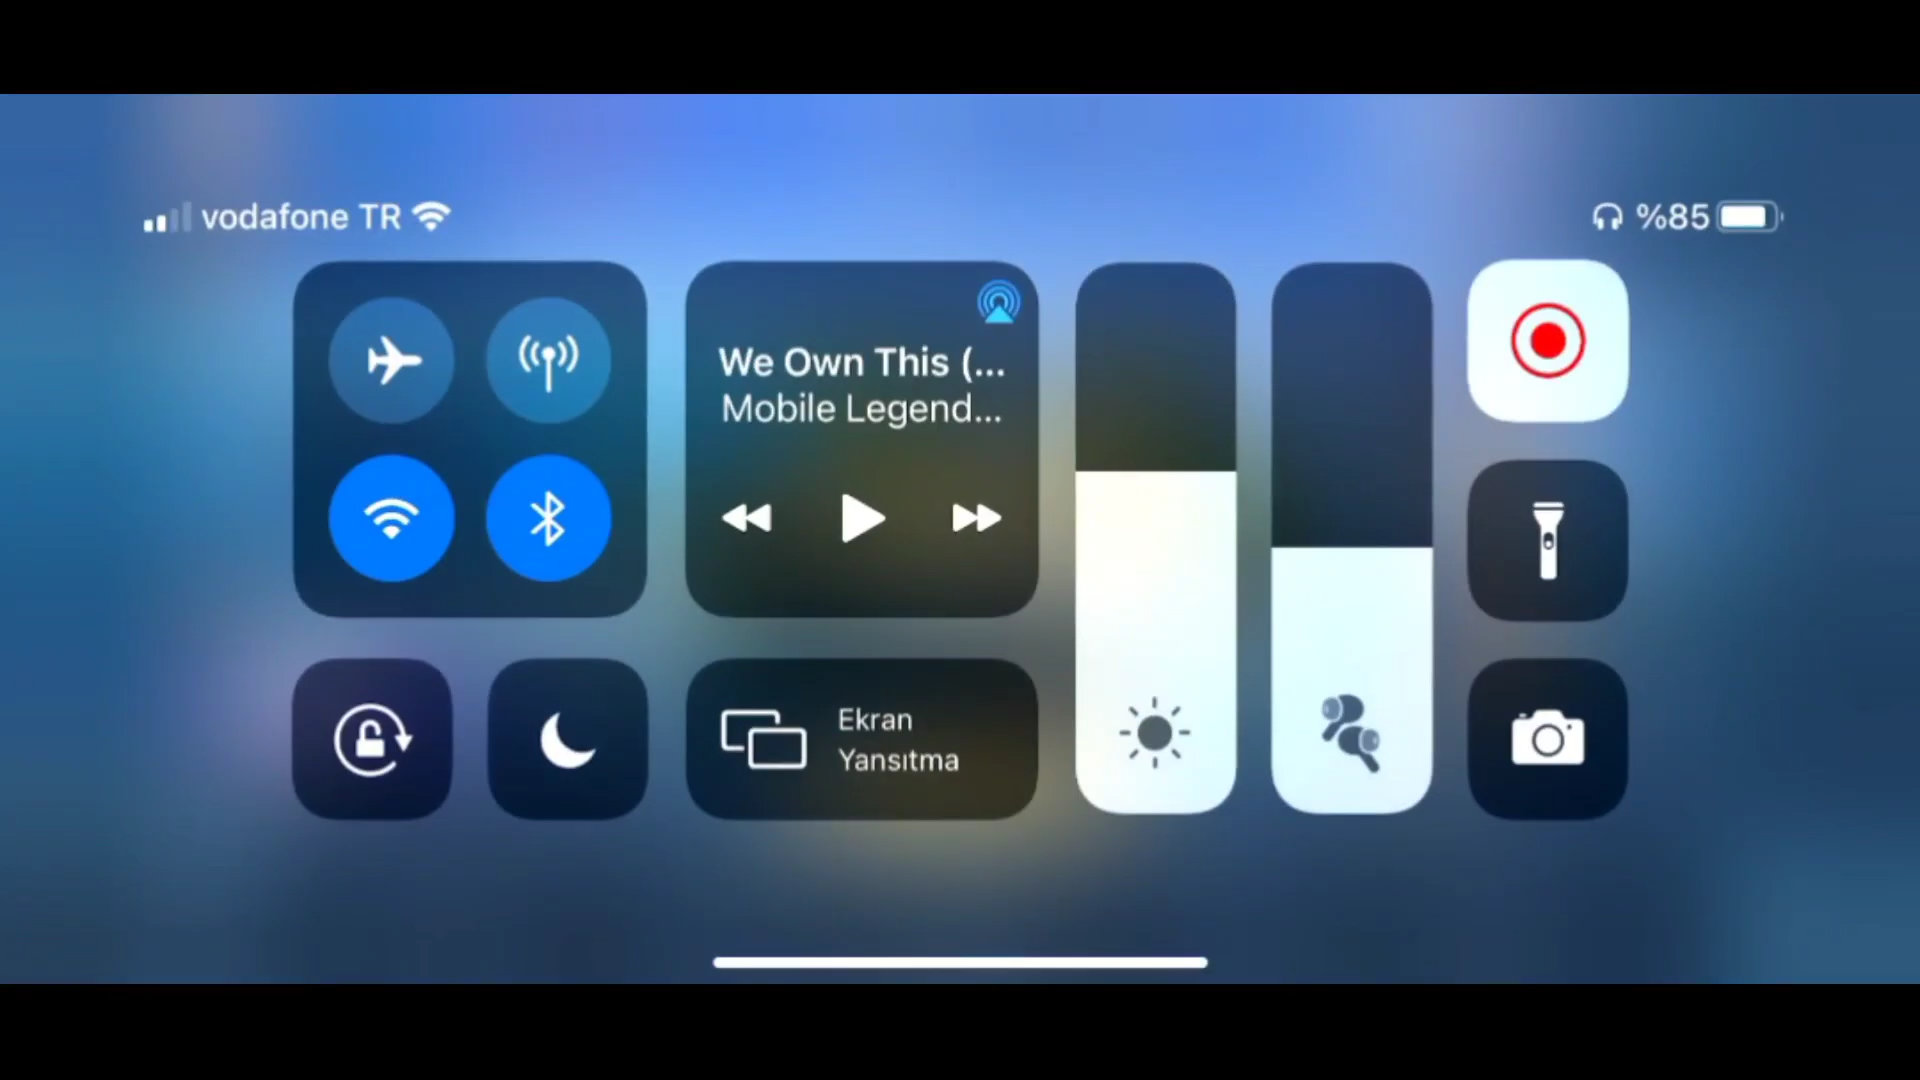 vodafone TR
%85
We Own This (...
Mobile Legend...
Ekran
Yansıtma